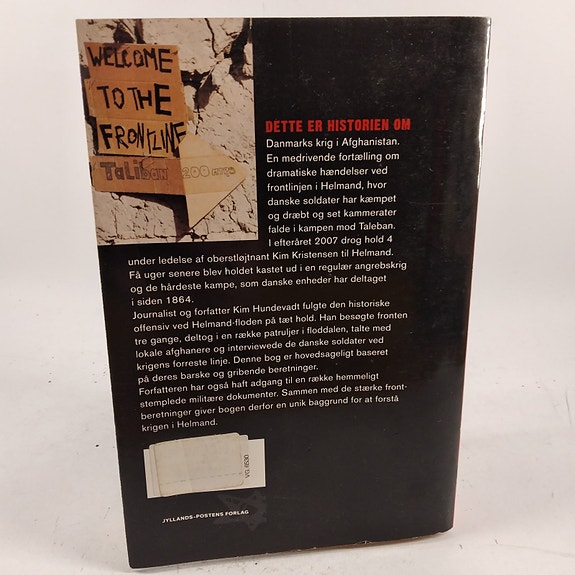 WELCOME
TO THE
FRONTLINE
TaliBan 200 mtr
DETTE ER HISTORIEN OM
Danmarks krig i Afghanistan.
En medrivende fortælling om
dramatiske hændelser ved
frontlinjen i Helmand, hvor
danske soldater har kæmpet
og dræbt og set kammerater
falde i kampen mod Taleban.
I efteråret 2007 drog hold 4
under ledelse af oberstløjtnant Kim Kristensen til Helmand.
Få uger senere blev holdet kastet ud i en regulær angrebskrig
og de hårdeste kampe, som danske enheder har deltaget
i siden 1864.
Journalist og forfatter Kim Hundevadt fulgte den historiske
offensiv ved Helmand-floden på tæt hold. Han besøgte fronten
tre gange, deltog i en række patruljer i floddalen, talte med
lokale afghanere og interviewede de danske soldater ved
krigens forreste linje. Denne bog er hovedsageligt baseret
på deres barske og gribende beretninger.
Forfatteren har også haft adgang til en række hemmeligt
stemplede militære dokumenter. Sammen med de stærke front-
beretninger giver bogen derfor en unik baggrund for at forstå
krigen i Helmand.
VG.6530
JYLLANDS-POSTENS FORLAG